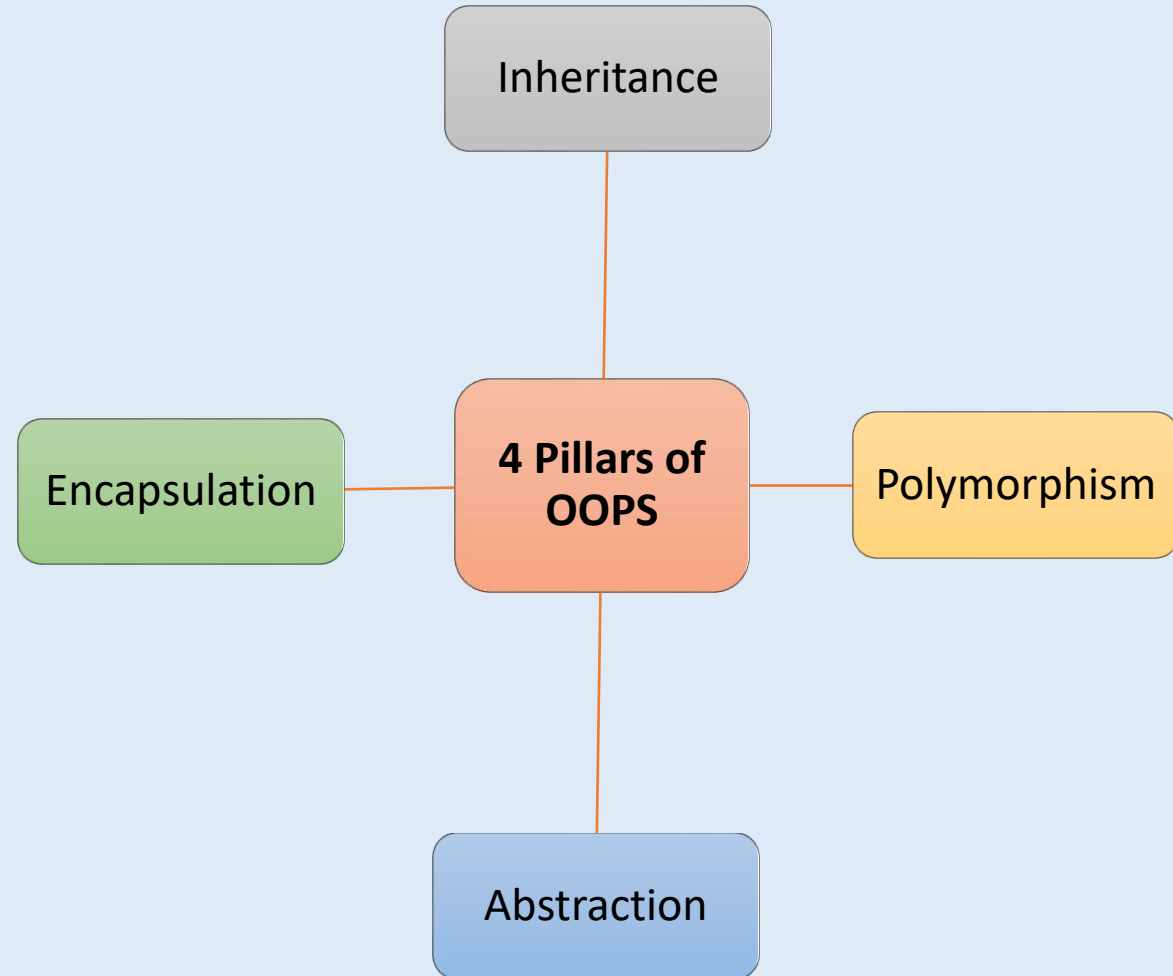 Inheritance
Encapsulation
4 Pillars of
OOPS
Polymorphism
Abstraction